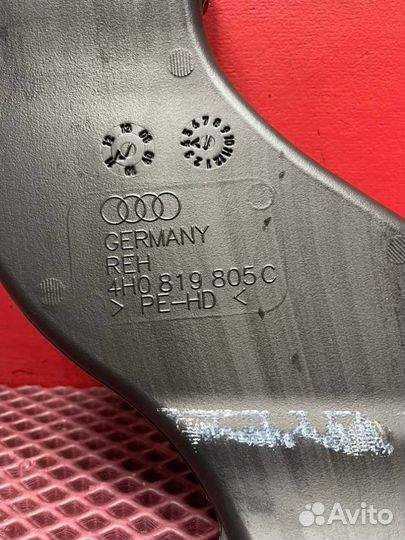 GERMANY
REH
4H0 819 805 C
> PE-HD <
Avito